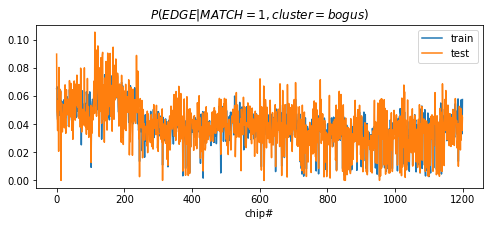 P(EDGE|MATCH = 1, cluster = bogus)
train
test
0.10
0.08
0.06
0.04
0.02
0.00
0 200 400 600 800 1000 1200
chip#